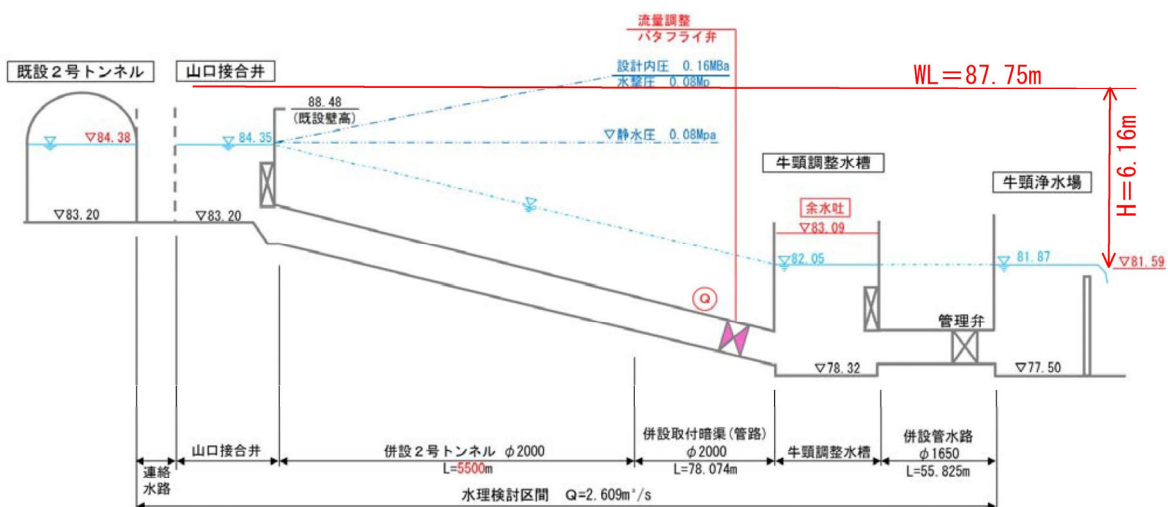 流量調整
バタフライ弁
既設２号トンネル
山口接合井
設計内圧 0.16MBa
水撃圧 0.08Mp
WL＝87.75m
88.48
(既設壁高)
▽84.38
84.35
▽静水圧 0.08Mpa
H＝6.16m
牛頸調整水槽
牛頸浄水場
余水吐
▽83.09
▽83.20
▽83.20
82.05
81.87
▽81.59
Q
管理弁
▽78.32
▽77.50
連絡
水路
山口接合井
併設２号トンネル φ2000
L=5500m
併設取付暗渠(管路)
φ2000
L=78.074m
牛頸調整水槽
併設管水路
φ1650
L=55.825m
水理検討区間 Q=2.609m³/s